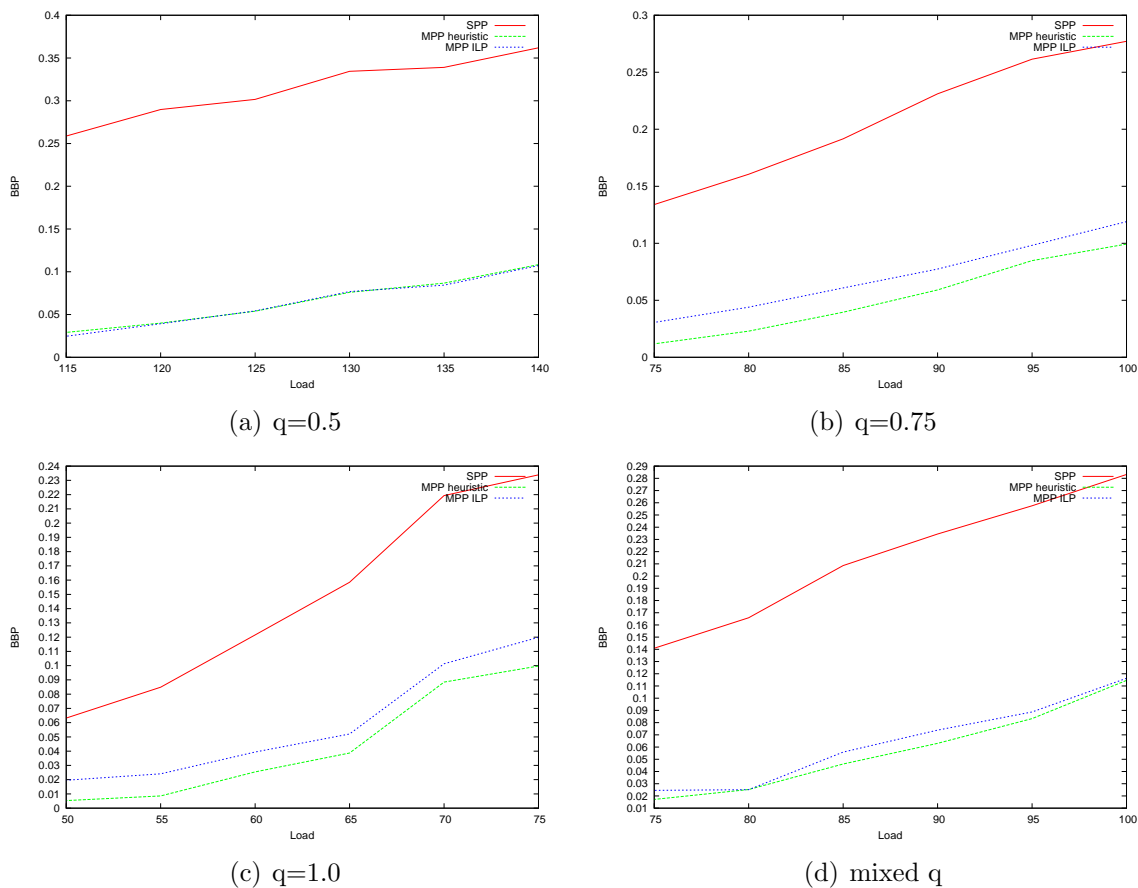 0.4
0.35
0.3
0.25
0.2
0.15
0.1
0.05
0
BBP
115 120 125 130 135 140
Load
SPP
MPP heuristic
MPP ILP
(a) q=0.5
0.3
0.25
0.2
0.15
0.1
0.05
0
BBP
75 80 85 90 95 100
Load
SPP
MPP heuristic
MPP ILP
(b) q=0.75
0.24
0.23
0.22
0.21
0.2
0.19
0.18
0.17
0.16
0.15
0.14
0.13
0.12
0.11
0.1
0.09
0.08
0.07
0.06
0.05
0.04
0.03
0.02
0.01
0
BBP
50 55 60 65 70 75
Load
SPP
MPP heuristic
MPP ILP
(c) q=1.0
0.29
0.28
0.27
0.26
0.25
0.24
0.23
0.22
0.21
0.2
0.19
0.18
0.17
0.16
0.15
0.14
0.13
0.12
0.11
0.1
0.09
0.08
0.07
0.06
0.05
0.04
0.03
0.02
0.01
BBP
75 80 85 90 95 100
Load
SPP
MPP heuristic
MPP ILP
(d) mixed q